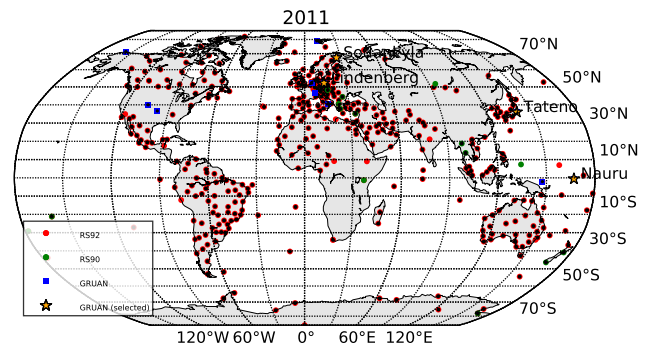 2011
70°N
Sodankyla
50°N
Lindenberg
Tateno
30°N
10°N
Nauru
10°S
RS92
30°S
RS90
50°S
GRUAN
70°S
GRUAN (selected)
120°W 60°W 0° 60°E 120°E